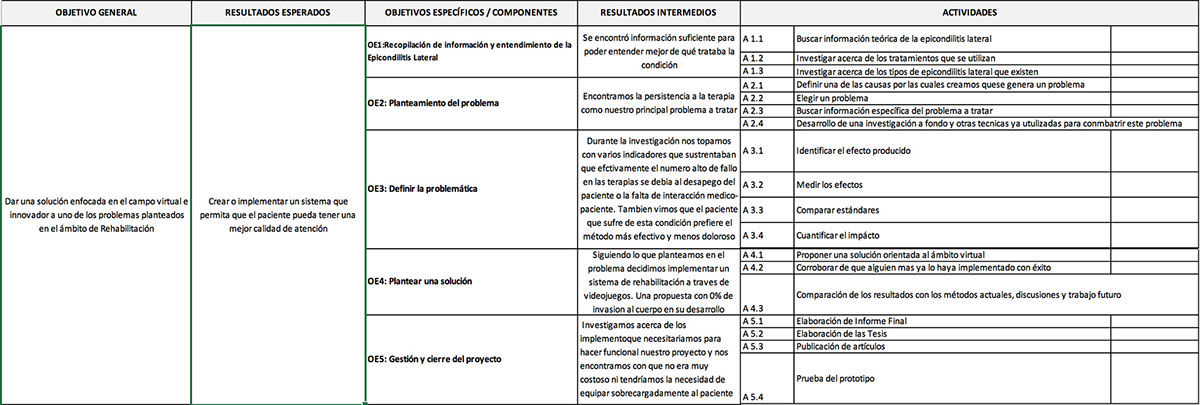 OBJETIVO GENERAL
RESULTADOS ESPERADOS
OBJETIVOS ESPECÍFICOS / COMPONENTES
RESULTADOS INTERMEDIOS
ACTIVIDADES
Dar una solución enfocada en el campo virtual e
innovador a uno de los problemas planteados
en el ámbito de Rehabilitación
Crear o implementar un sistema que
permita que el paciente pueda tener una
mejor calidad de atención
OE1:Recopilación de información y entendimiento de la
Epicondilitis Lateral
Se encontró información suficiente para
poder entender mejor de qué trataba la
condición
A 1.1 Buscar información teórica de la epicondilitis lateral
A 1.2 Investigar acerca de los tratamientos que se utilizan
A 1.3 Investigar acerca de los tipos de epicondilitis lateral que existen
OE2: Planteamiento del problema
Encontramos la persistencia a la terapia
como nuestro principal problema a tratar
A 2.1 Definir una de las causas por las cuales creamos quese genera un problema
A 2.2 Elegir un problema
A 2.3 Buscar información específica del problema a tratar
A 2.4 Desarrollo de una investigación a fondo y otras tecnicas ya utulizadas para conmbatrir este problema
OE3: Definir la problemática
Durante la investigación nos topamos
con varios indicadores que sustrentaban
que efctivamente el numero alto de fallo
en las terapias se debia al desapego del
paciente o la falta de interacción medico-
paciente. Tambien vimos que el paciente
que sufre de esta condición prefiere el
método más efectivo y menos doloroso
A 3.1 Identificar el efecto producido
A 3.2 Medir los efectos
A 3.3 Comparar estándares
A 3.4 Cuantificar el impácto
OE4: Plantear una solución
Siguiendo lo que planteamos en el
problema decidimos implementar un
sistema de rehabilitación a traves de
videojuegos. Una propuesta con 0% de
invasion al cuerpo en su desarrollo
A 4.1 Proponer una solución orientada al ámbito virtual
A 4.2 Corroborar de que alguien mas ya lo haya implementado con éxito
A 4.3 Comparación de los resultados con los métodos actuales, discusiones y trabajo futuro
OE5: Gestión y cierre del proyecto
Investigamos acerca de los
implementoque necesitariamos para
hacer funcional nuestro proyecto y nos
encontramos con que no era muy
costoso ni tendríamos la necesidad de
equipar sobrecargadamente al paciente
A 5.1 Elaboración de Informe Final
A 5.2 Elaboración de las Tesis
A 5.3 Publicación de artículos
A 5.4 Prueba del prototipo